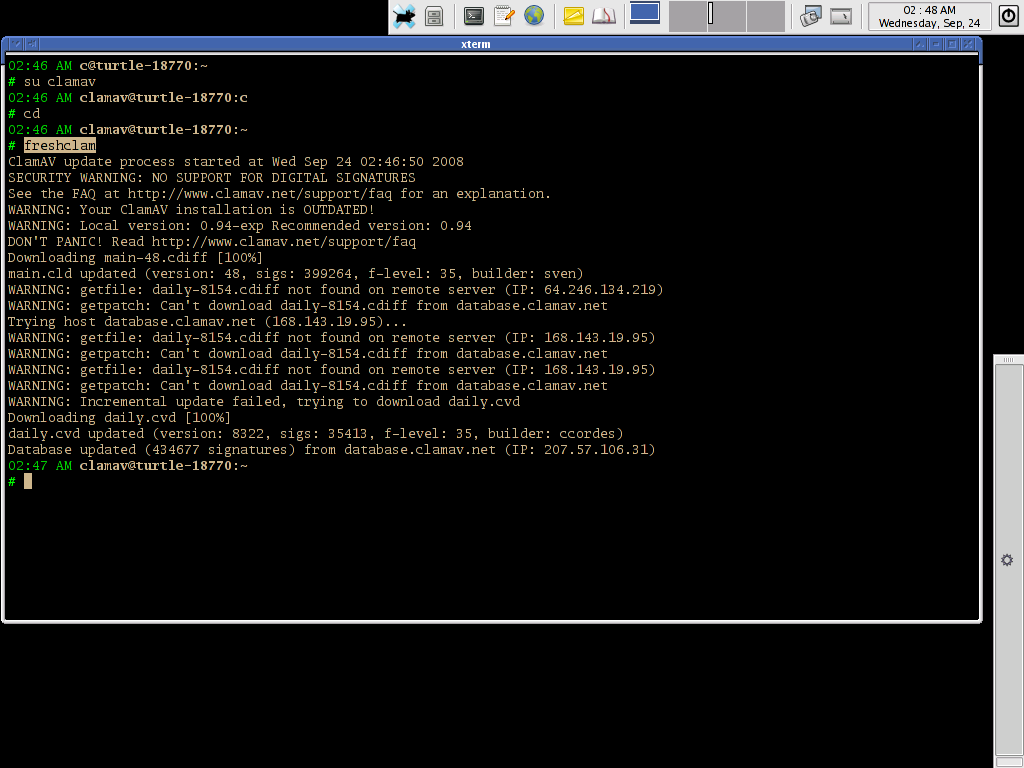 02 : 48 AM
Wednesday, Sep, 24
xterm
02:46 AM c@turtle-18770:~
# su clamav
02:46 AM clamav@turtle-18770:c
# cd
02:46 AM clamav@turtle-18770:~
# freshclam
ClamAV update process started at Wed Sep 24 02:46:50 2008
SECURITY WARNING: NO SUPPORT FOR DIGITAL SIGNATURES
See the FAQ at http://www.clamav.net/support/faq for an explanation.
WARNING: Your ClamAV installation is OUTDATED!
WARNING: Local version: 0.94-exp Recommended version: 0.94
DON'T PANIC! Read http://www.clamav.net/support/faq
Downloading main-48.cdiff [100%]
main.cld updated (version: 48, sigs: 399264, f-level: 35, builder: sven)
WARNING: getfile: daily-8154.cdiff not found on remote server (IP: 64.246.134.219)
WARNING: getpatch: Can't download daily-8154.cdiff from database.clamav.net
Trying host database.clamav.net (168.143.19.95)...
WARNING: getfile: daily-8154.cdiff not found on remote server (IP: 168.143.19.95)
WARNING: getpatch: Can't download daily-8154.cdiff from database.clamav.net
WARNING: getfile: daily-8154.cdiff not found on remote server (IP: 168.143.19.95)
WARNING: getpatch: Can't download daily-8154.cdiff from database.clamav.net
WARNING: Incremental update failed, trying to download daily.cvd
Downloading daily.cvd [100%]
daily.cvd updated (version: 8322, sigs: 35413, f-level: 35, builder: ccordes)
Database updated (434677 signatures) from database.clamav.net (IP: 207.57.106.31)
02:47 AM clamav@turtle-18770:~
#